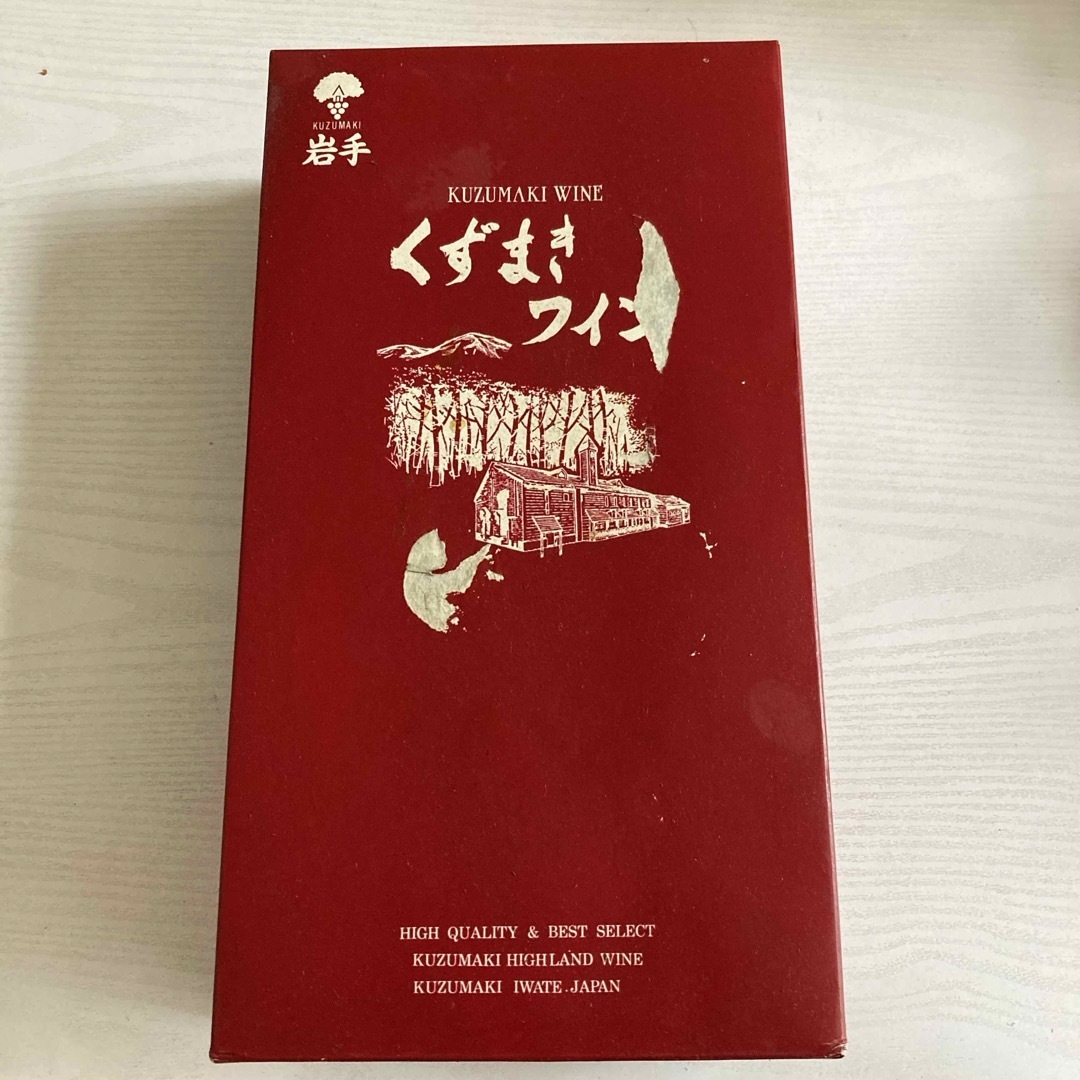 KUZUMAKI
岩手
KUZUMAKI WINE
くずまき
ワイン
HIGH QUALITY & BEST SELECT
KUZUMAKI HIGHLAND WINE
KUZUMAKI IWATE.JAPAN